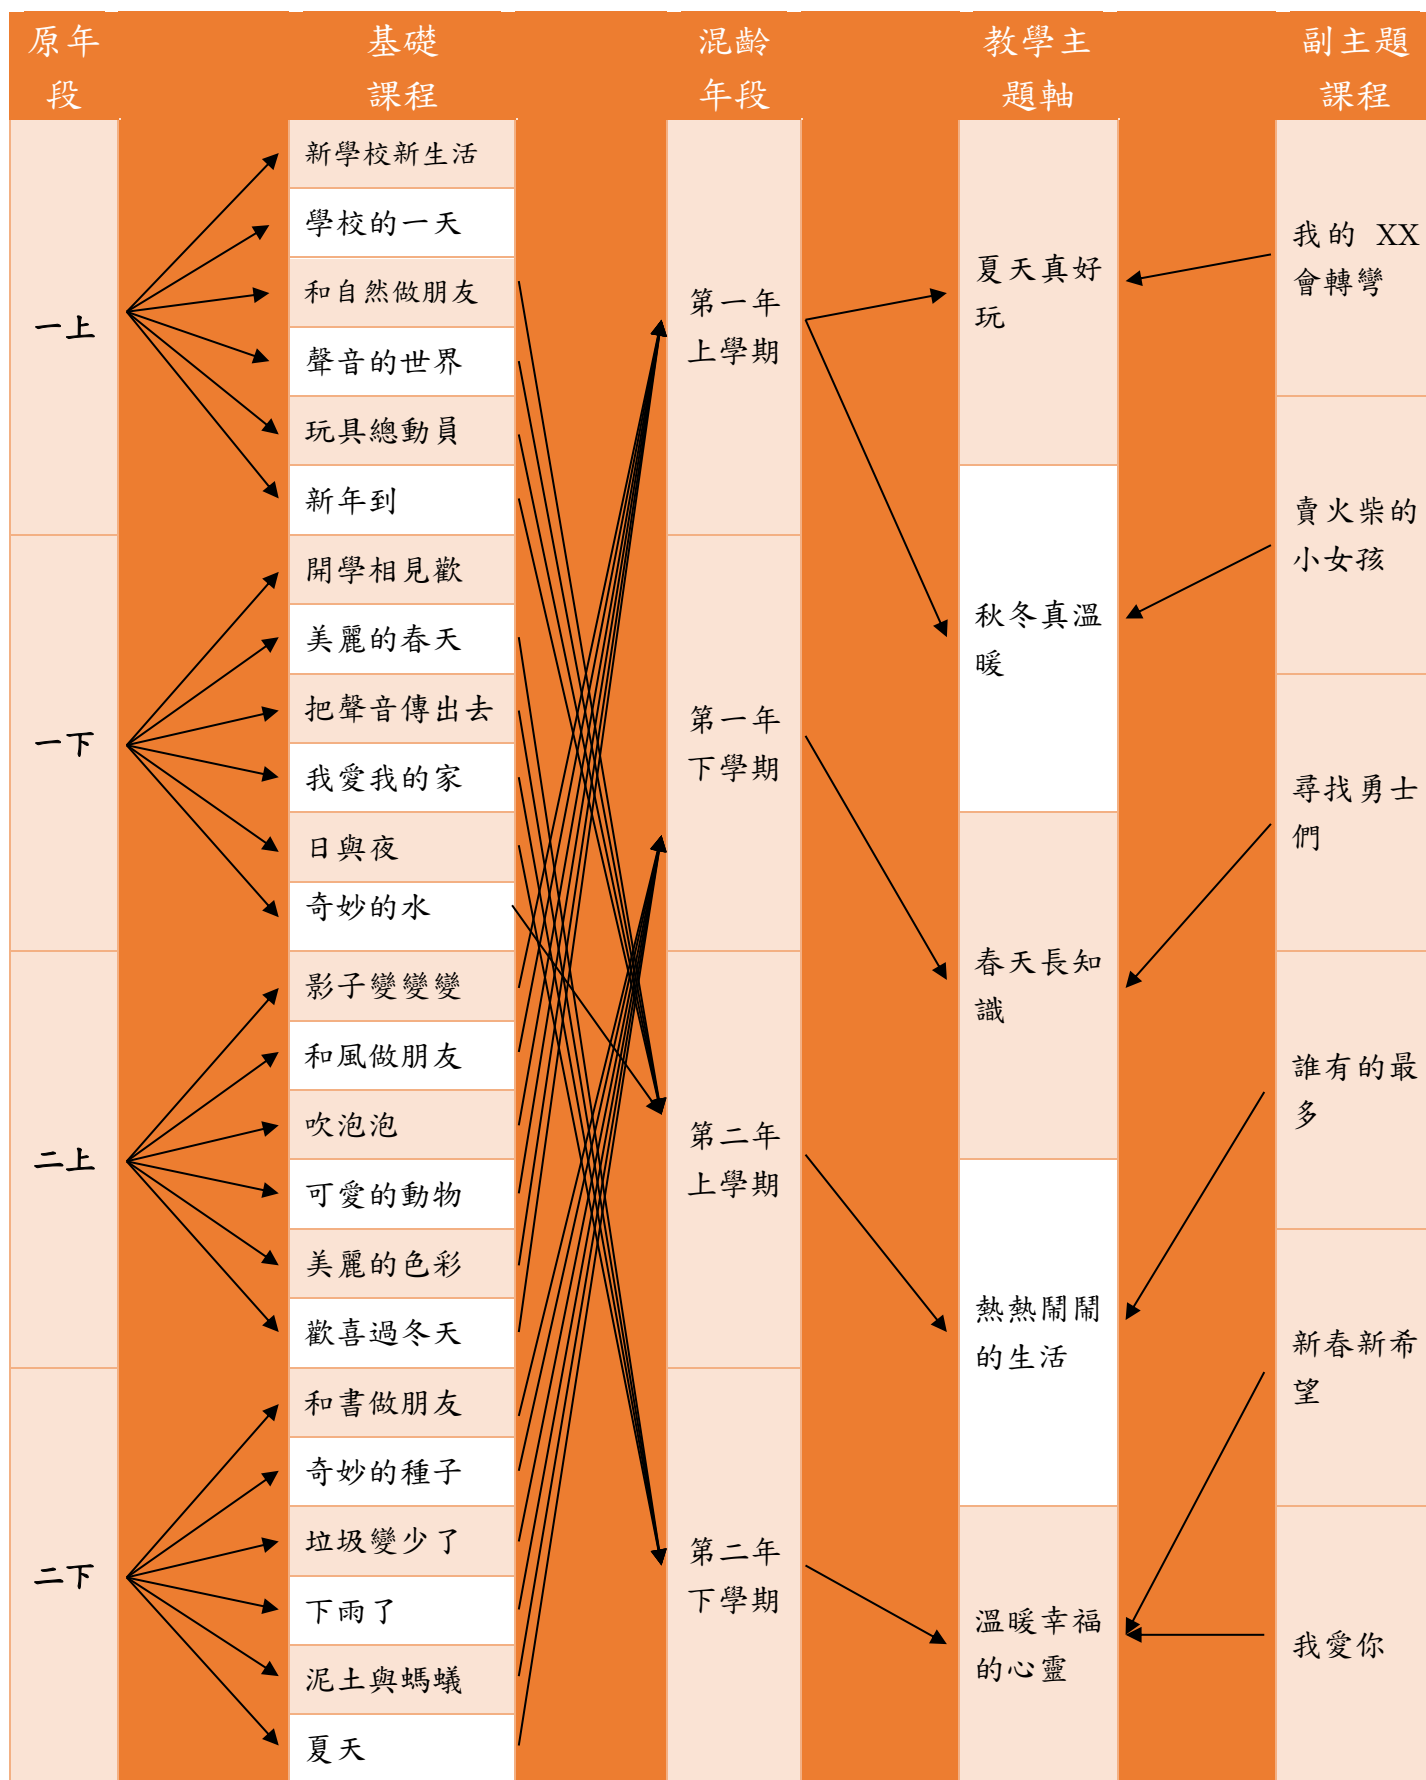 原年
段
基礎
課程
混齡
年段
教學主
題軸
副主題
課程
一上
新學校新生活
學校的一天
和自然做朋友
聲音的世界
玩具總動員
新年到
一下
開學相見歡
美麗的春天
把聲音傳出去
我愛我的家
日與夜
奇妙的水
二上
影子變變變
和風做朋友
吹泡泡
可愛的動物
美麗的色彩
歡喜過冬天
二下
和書做朋友
奇妙的種子
垃圾變少了
下雨了
泥土與螞蟻
夏天
第一年
上學期
第一年
下學期
第二年
上學期
第二年
下學期
夏天真好
玩
秋冬真溫
暖
春天長知
識
熱熱鬧鬧
的生活
溫暖幸福
的心靈
我的 XX
會轉彎
賣火柴的
小女孩
尋找勇士
們
誰有的最
多
新春新希
望
我愛你